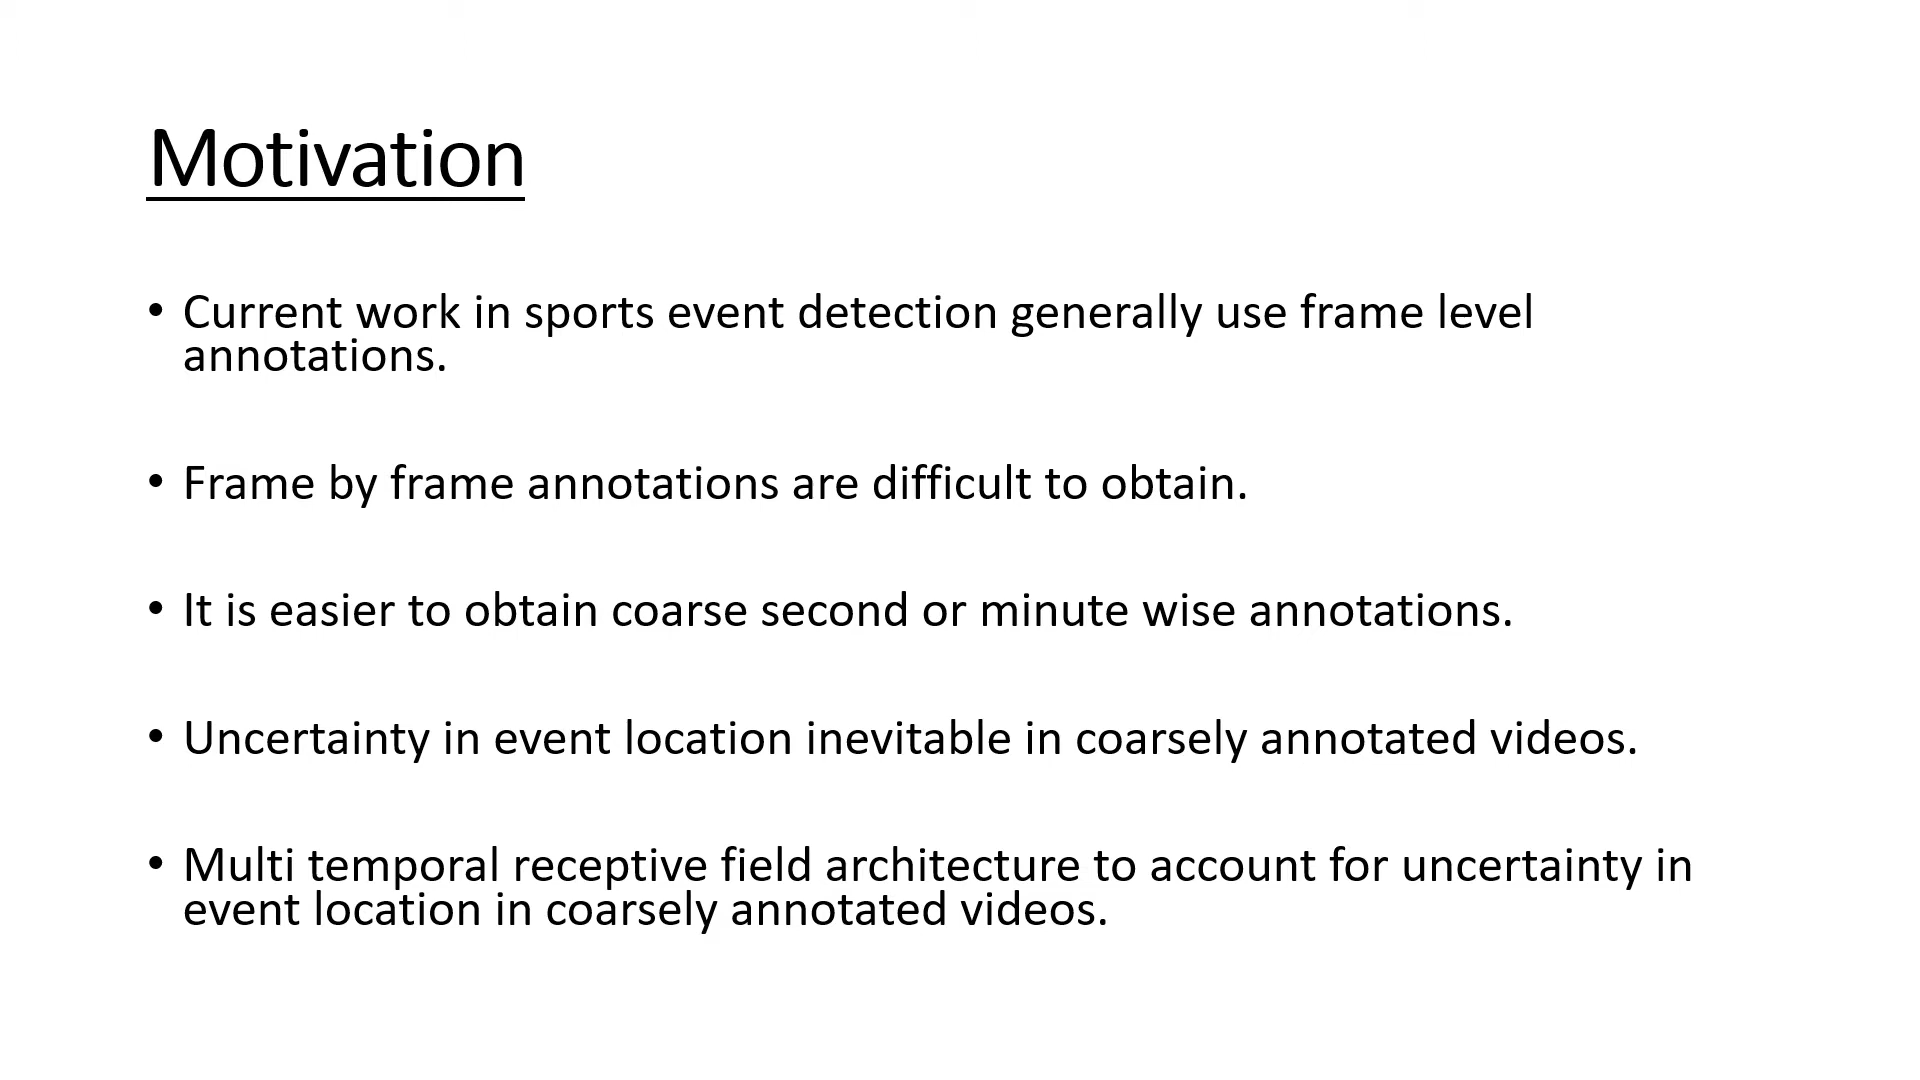 Motivation
• Current work in sports event detection generally use frame level
annotations.
• Frame by frame annotations are difficult to obtain.
• It is easier to obtain coarse second or minute wise annotations.
• Uncertainty in event location inevitable in coarsely annotated videos.
• Multi temporal receptive field architecture to account for uncertainty in
event location in coarsely annotated videos.